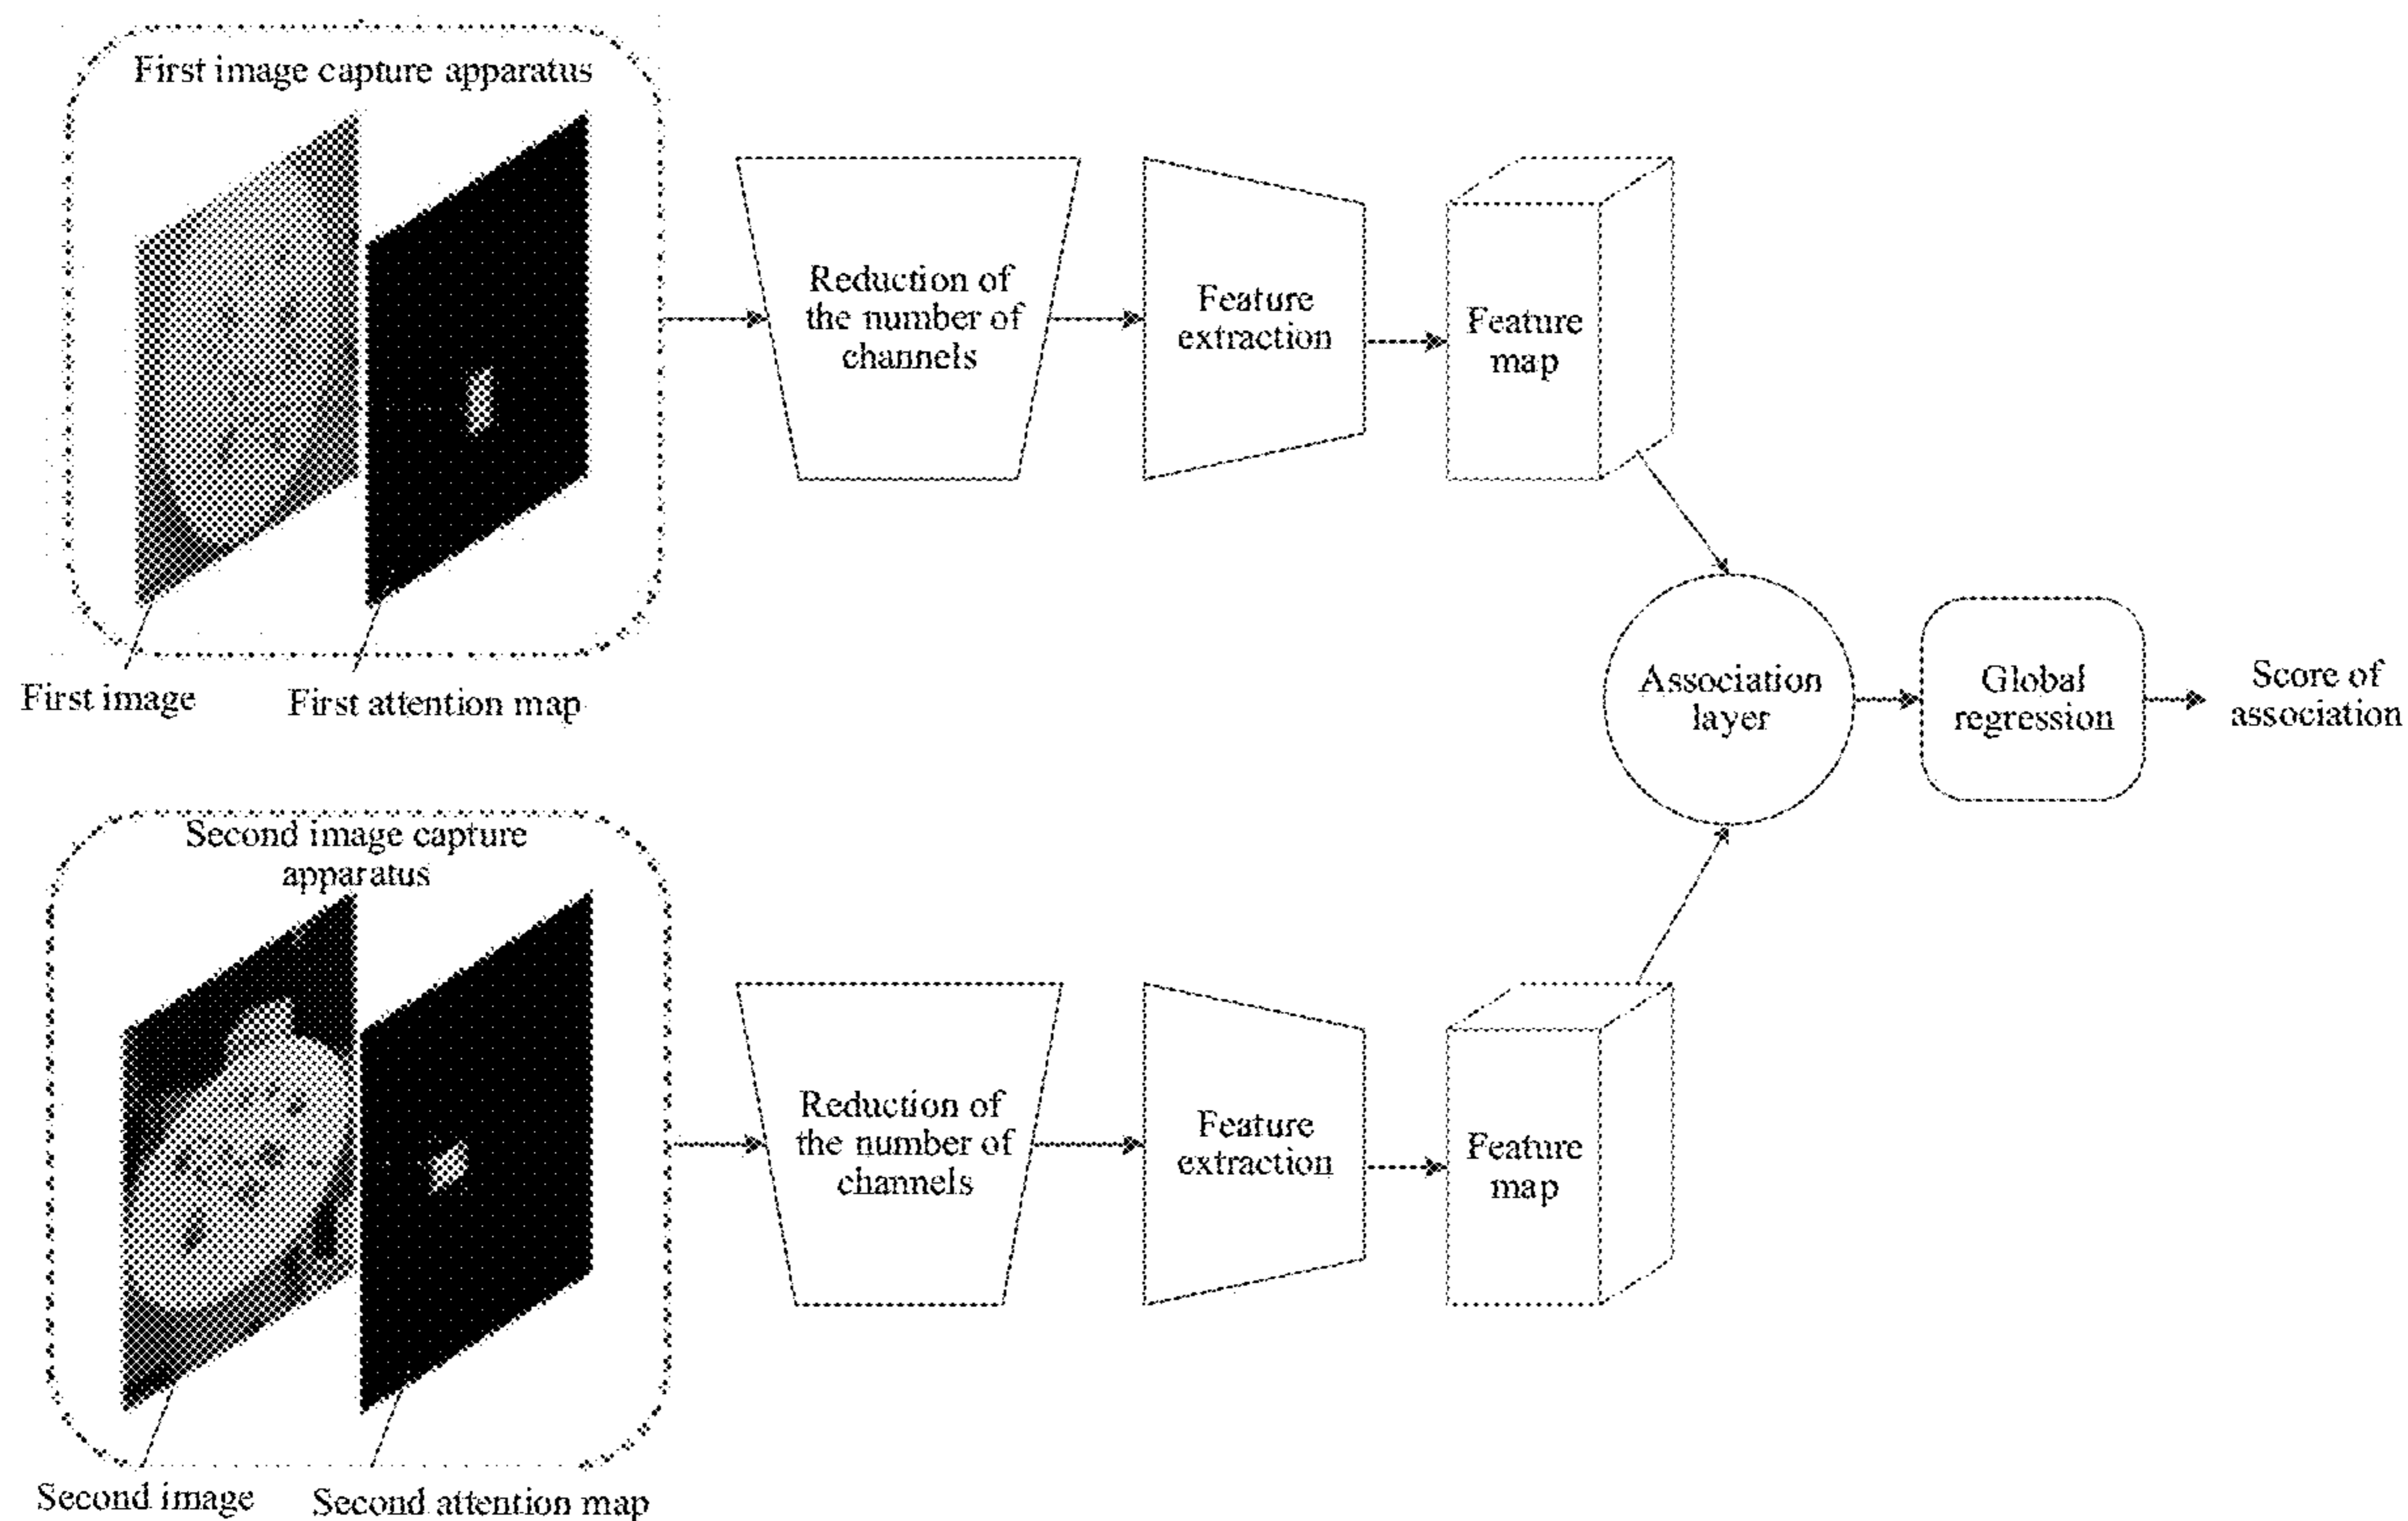 First image capture apparatus
Reduction of
the number of
channels
Feature
extraction
Feature
map
First image
First attention map
Association
layer
Global
regression
Score of
association
Second image capture
apparatus
Reduction of
the number of
channels
Feature
extraction
Feature
map
Second image
Second attention map